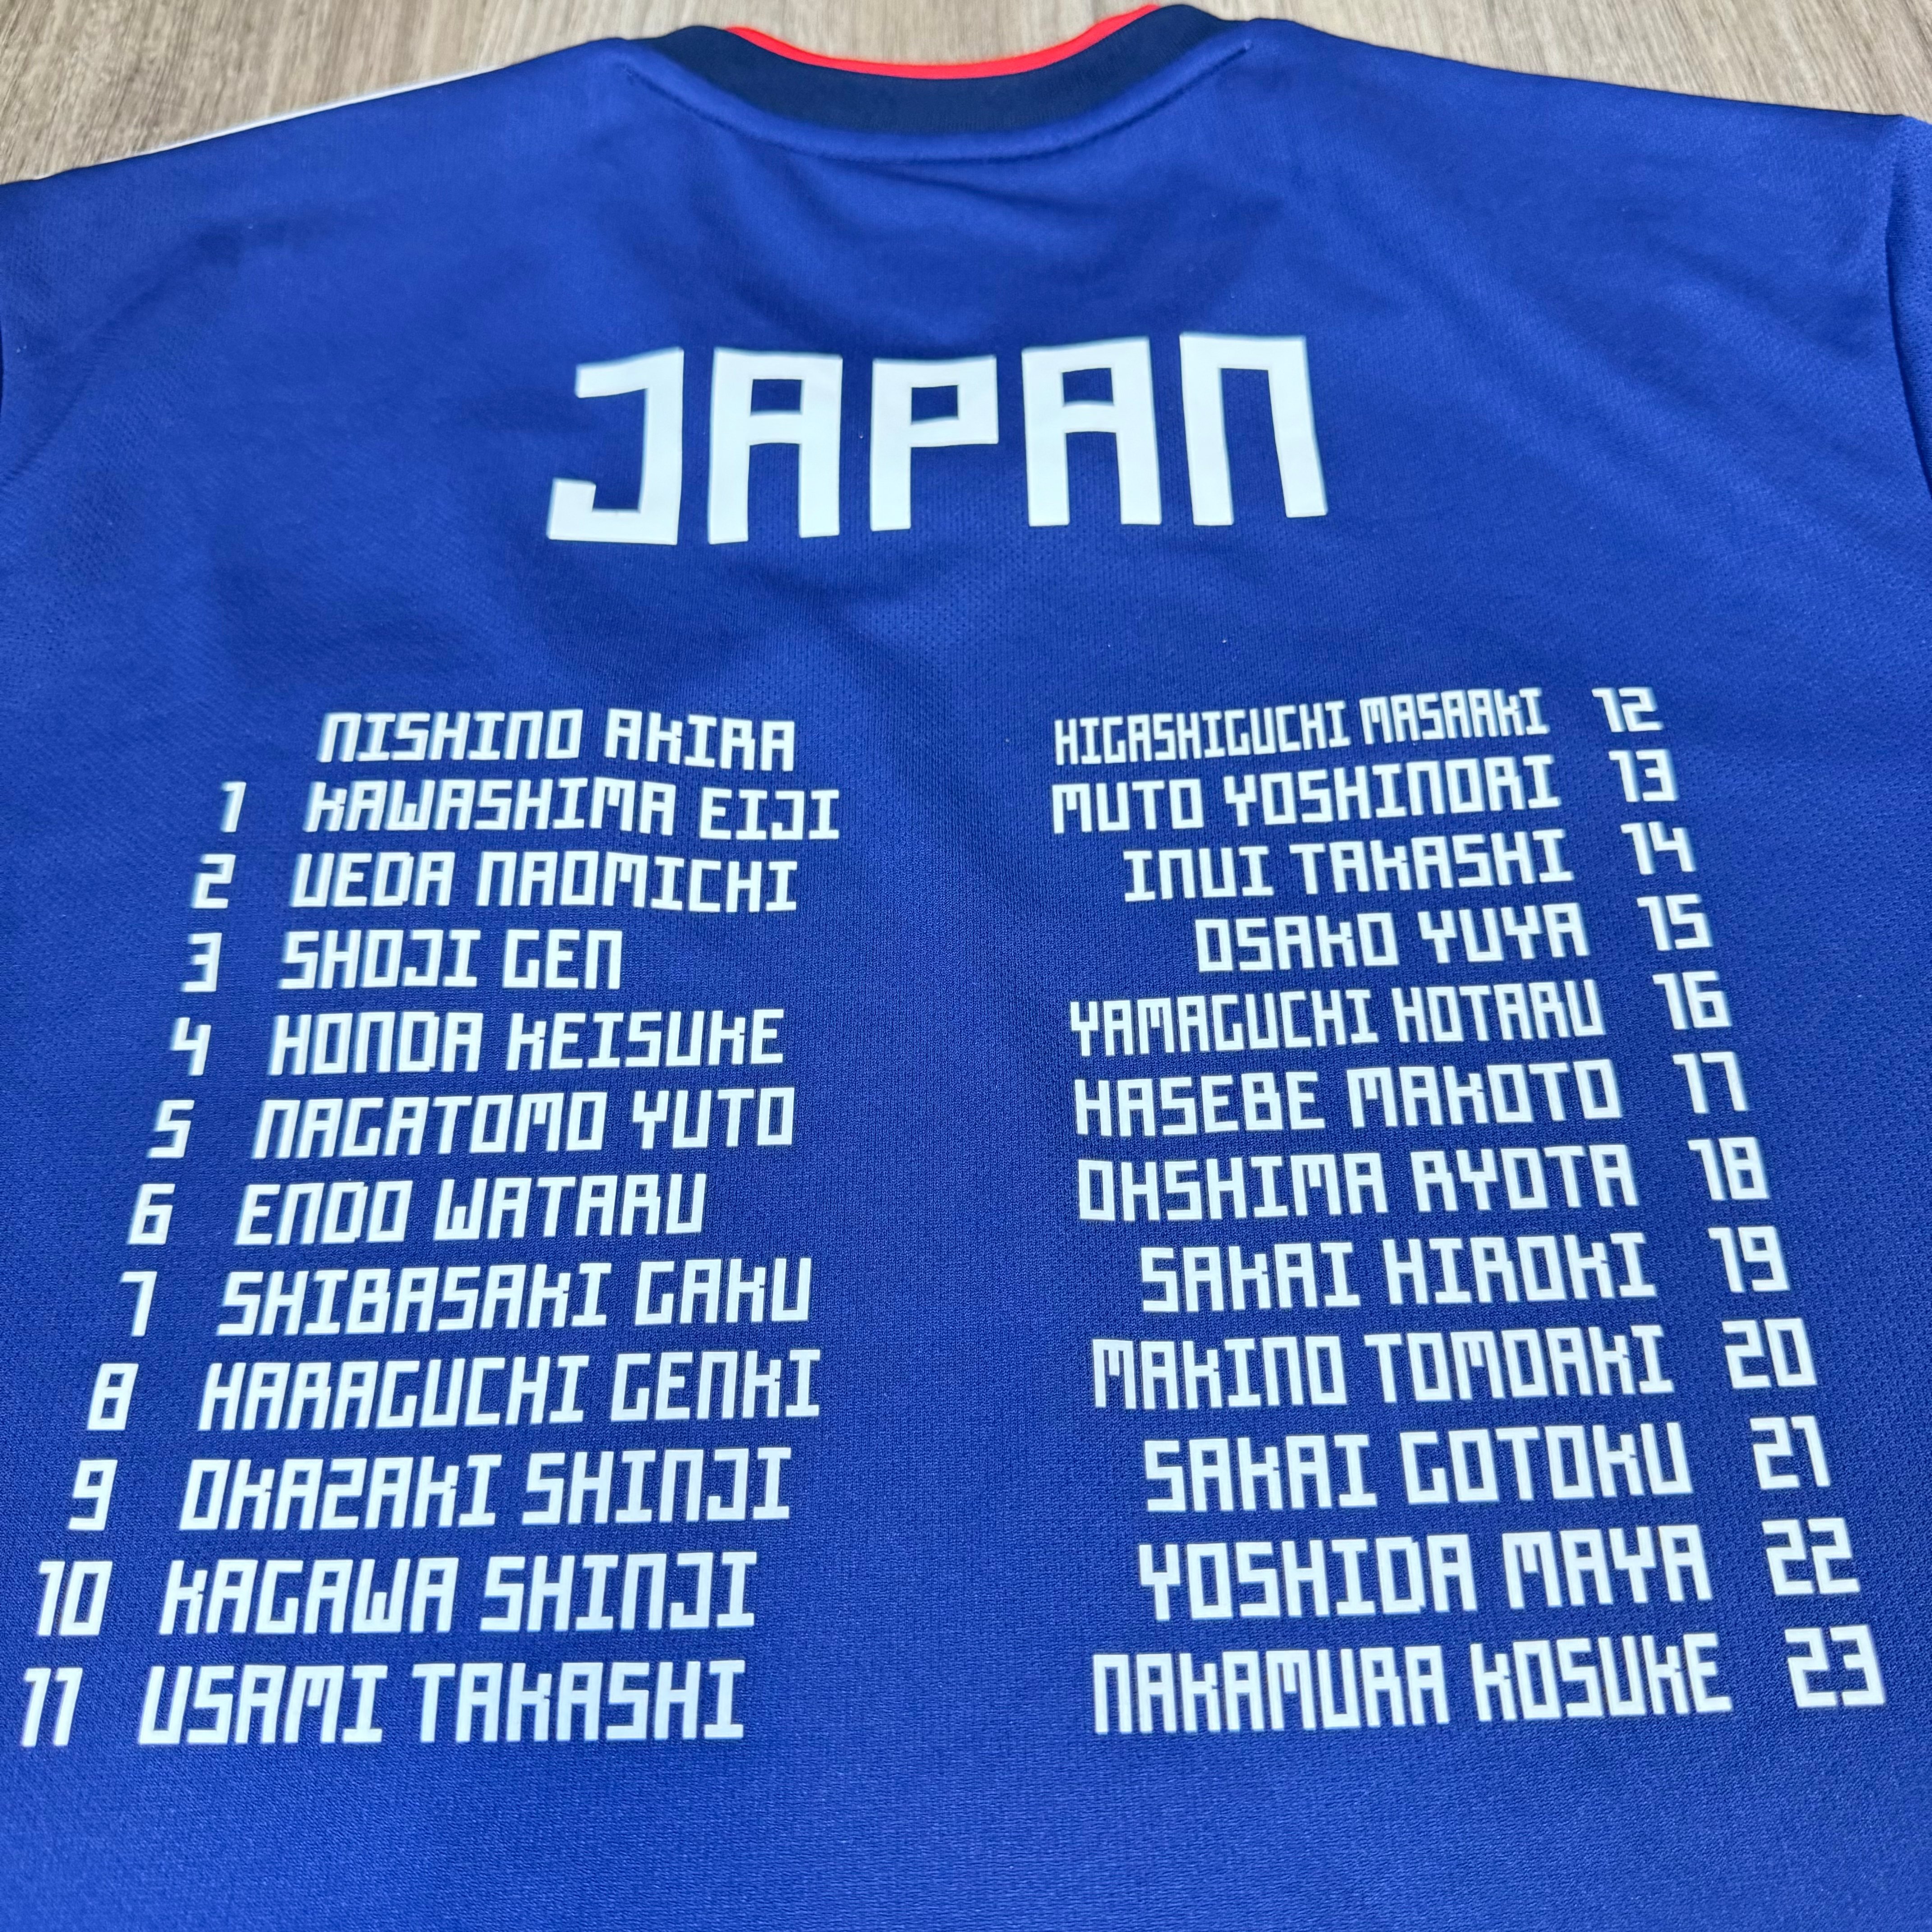 JAPAN
NISHINO AKIRA
1 KAWASHIMA EIJI
2 UEDA NAOMICHI
3 SHOJI GEN
4 HONDA KEISUKE
5 NAGATOMO YUTO
6 ENDO WATARU
7 SHIBASAKI GAKU
8 HARAGUCHI GENKI
9 OKAZAKI SHINJI
10 KAGAWA SHINJI
11 USAMI TAKASHI
HIGASHIGUCHI MASAAKI 12
MUTO YOSHINORI 13
INUI TAKASHI 14
OSAKO YUYA 15
YAMAGUCHI HOTARU 16
HASEBE MAKOTO 17
OHSHIMA RYOTA 18
SAKAI HIROKI 19
MAKINO TOMOAKI 20
SAKAI GOTOKU 21
YOSHIDA MAYA 22
NAKAMURA KOSUKE 23